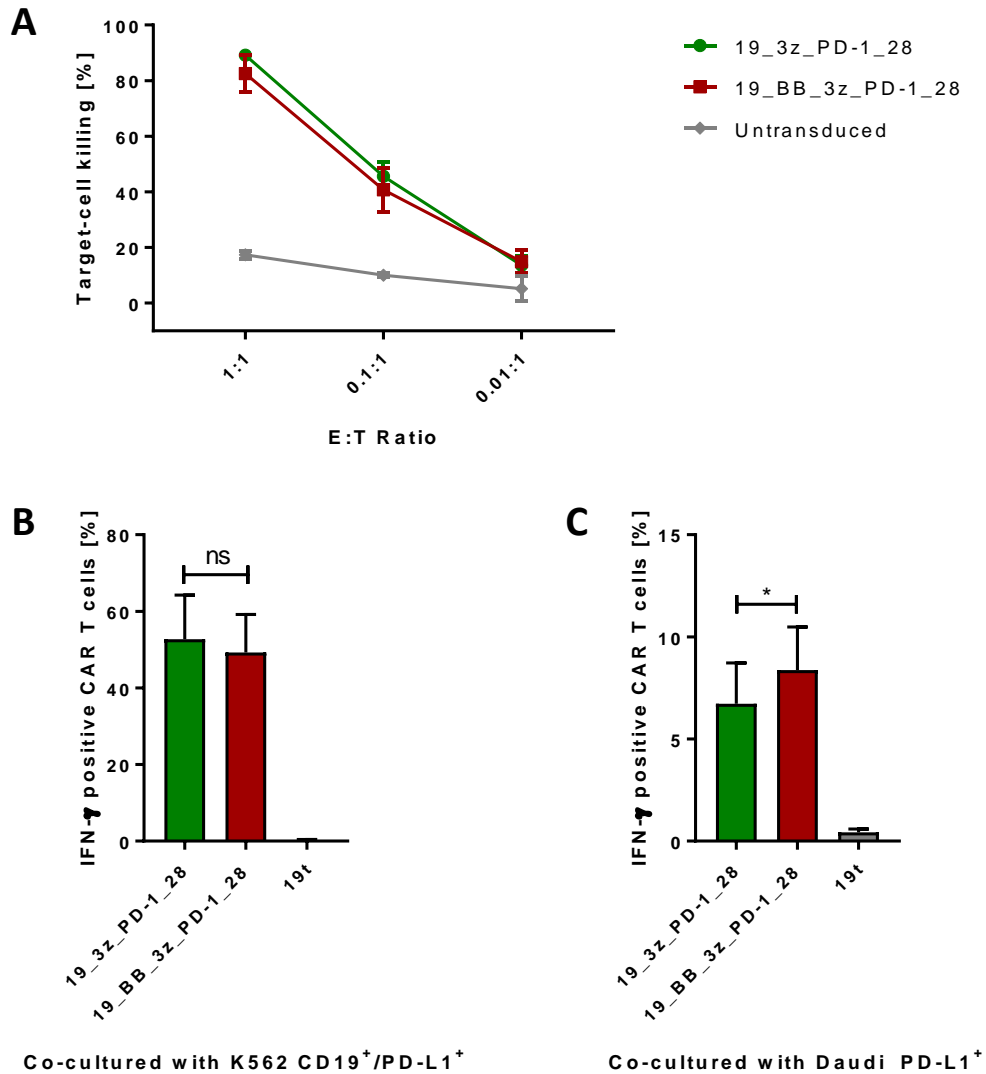 A
Target-cell killing [%]
100
80
60
40
20
0
1:1
0.1:1
0.01:1
E:T Ratio
19_3z_PD-1_28
19_BB_3z_PD-1_28
Untransduced
B
IFN-γ positive CAR T cells [%]
80
60
40
20
0
ns
19_3z_PD-1_28
19_BB_3z_PD-1_28
19t
Co-cultured with K562 CD19⁺/PD-L1⁺
C
IFN-γ positive CAR T cells [%]
15
10
5
0
*
19_3z_PD-1_28
19_BB_3z_PD-1_28
19t
Co-cultured with Daudi PD-L1⁺